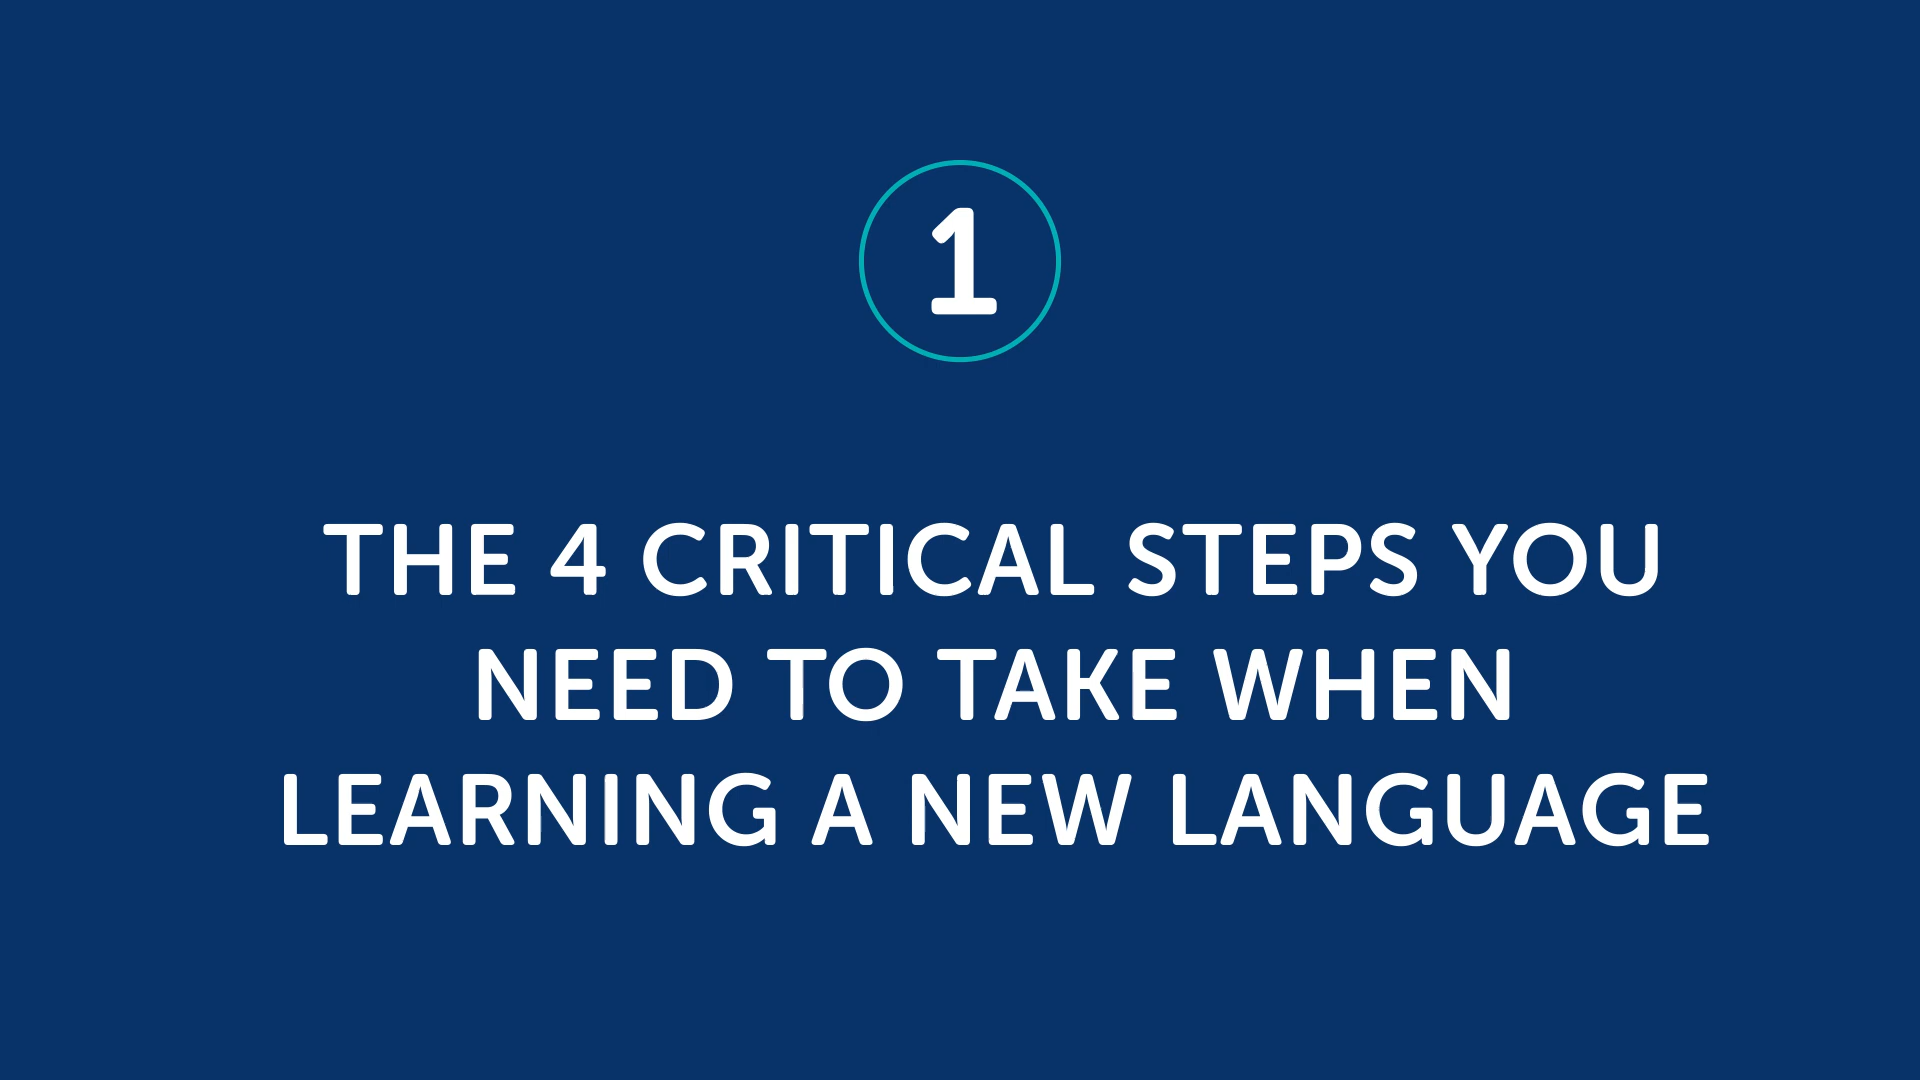 1
THE 4 CRITICAL STEPS YOU
NEED TO TAKE WHEN
LEARNING A NEW LANGUAGE